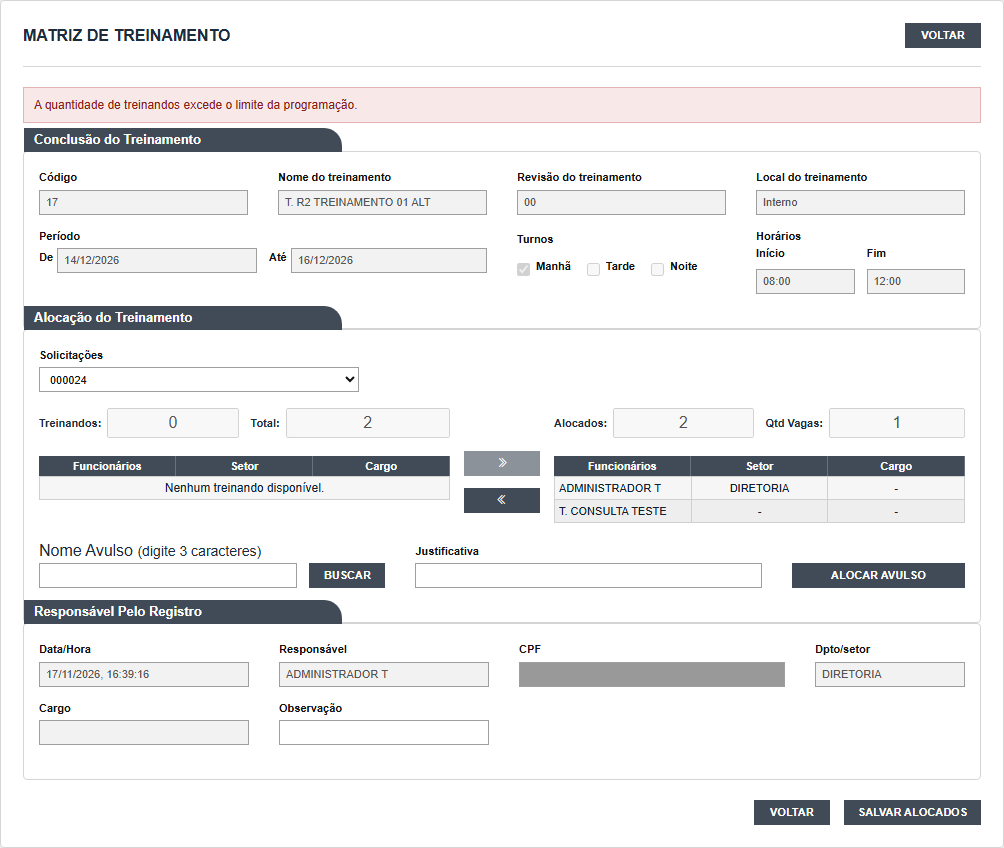 MATRIZ DE TREINAMENTO
VOLTAR
A quantidade de treinandos excede o limite da programação.
Conclusão do Treinamento
Código Nome do treinamento Revisão do treinamento Local do treinamento
17 T. R2 TREINAMENTO 01 ALT 00 Interno
Período Turnos Horários
De 14/12/2026 Até 16/12/2026 Manhã Tarde Noite Início Fim
08:00 12:00
Alocação do Treinamento
Solicitações
000024
Treinandos: 0 Total: 2 Alocados: 2 Qtd Vagas: 1
Funcionários Setor Cargo » Funcionários Setor Cargo
Nenhum treinando disponível. ADMINISTRADOR T DIRETORIA -
« T. CONSULTA TESTE - -
Nome Avulso (digite 3 caracteres) Justificativa
BUSCAR ALOCAR AVULSO
Responsável Pelo Registro
Data/Hora Responsável CPF Dpto/setor
17/11/2026, 16:39:16 ADMINISTRADOR T DIRETORIA
Cargo Observação
VOLTAR SALVAR ALOCADOS